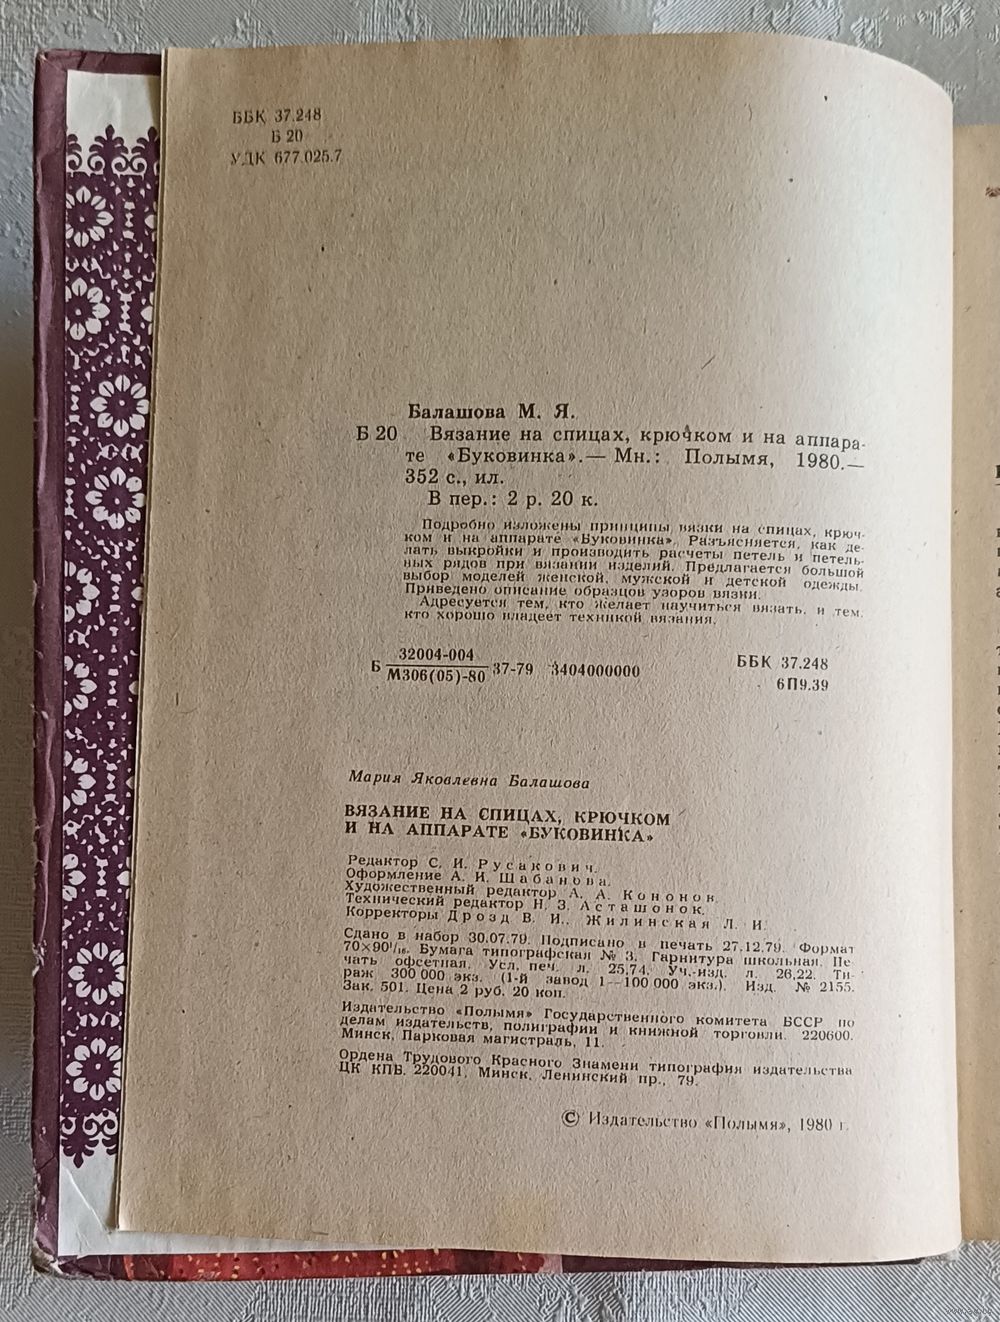 ББК 37.248
Б 20
УДК 677.025.7
Балашова М. Я.
Б 20 Вязание на спицах, крючком и на аппара-
те «Буковинка».— Мн.: Полымя, 1980.—
352 с., ил.
В пер.: 2 р. 20 к.
Подробно изложены принципы вязки на спицах, крюч-
ком и на аппарате «Буковинка». Разъясняется, как де-
лать выкройки и производить расчеты петель и петель-
ных рядов при вязании изделий. Предлагается большой
выбор моделей женской, мужской и детской одежды.
Приведено описание образцов узоров вязки.
Адресуется тем, кто желает научиться вязать, и тем,
кто хорошо владеет техникой вязания.
32004-004
Б М306(05)-80 37-79 3404000000
ББК 37.248
6П9.39
Мария Яковлевна Балашова
ВЯЗАНИЕ НА СПИЦАХ, КРЮЧКОМ
И НА АППАРАТЕ «БУКОВИНКА»
Редактор С. И. Русакович.
Оформление А. И. Шабанова.
Художественный редактор А. А. Кононов.
Технический редактор Н. З. Асташонок.
Корректоры Дрозд В. И., Жилинская Л. И.
Сдано в набор 30.07.79. Подписано в печать 27.12.79. Формат
70×90¹/₁₆. Бумага типографская № 3. Гарнитура школьная. Пе-
чать офсетная. Усл. печ. л. 25,74. Уч.-изд. л. 26,22. Ти-
раж 300 000 экз. (1-й завод 1—100 000 экз.). Изд. № 2155.
Зак. 501. Цена 2 руб. 20 коп.
Издательство «Полымя» Государственного комитета БССР по
делам издательств, полиграфии и книжной торговли. 220600.
Минск, Парковая магистраль, 11.
Ордена Трудового Красного Знамени типография издательства
ЦК КПБ. 220041, Минск, Ленинский пр., 79.
© Издательство «Полымя», 1980 г.